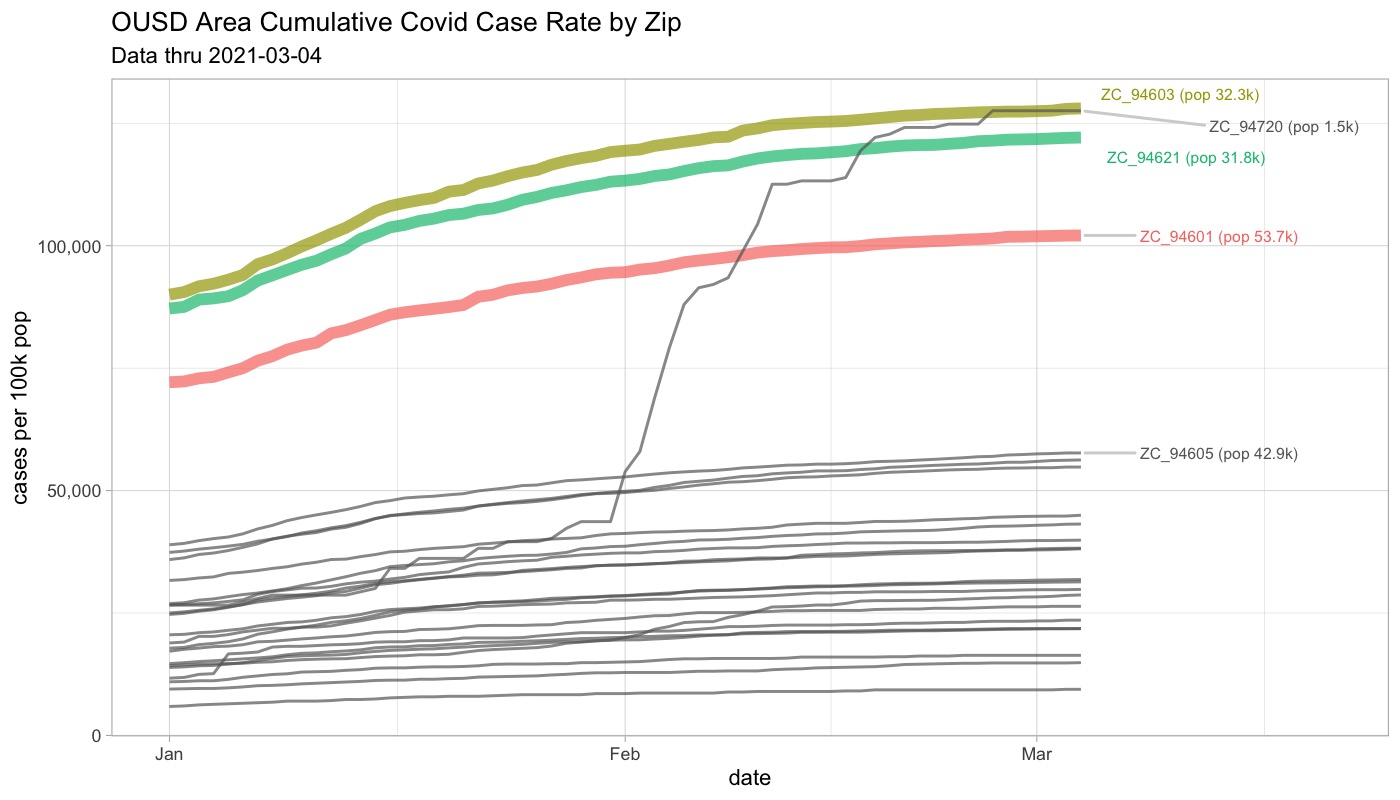 OUSD Area Cumulative Covid Case Rate by Zip
Data thru 2021-03-04
ZC_94603 (pop 32.3k)
ZC_94720 (pop 1.5k)
ZC_94621 (pop 31.8k)
ZC_94601 (pop 53.7k)
ZC_94605 (pop 42.9k)
cases per 100k pop
100,000
50,000
0
Jan
Feb
Mar
date